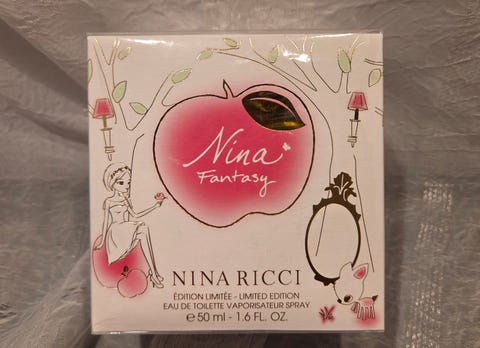 Nina
Fantasy
NINA RICCI
ÉDITION LIMITÉE - LIMITED EDITION
EAU DE TOILETTE VAPORISATEUR SPRAY
℮ 50 ml - 1.6 FL. OZ.